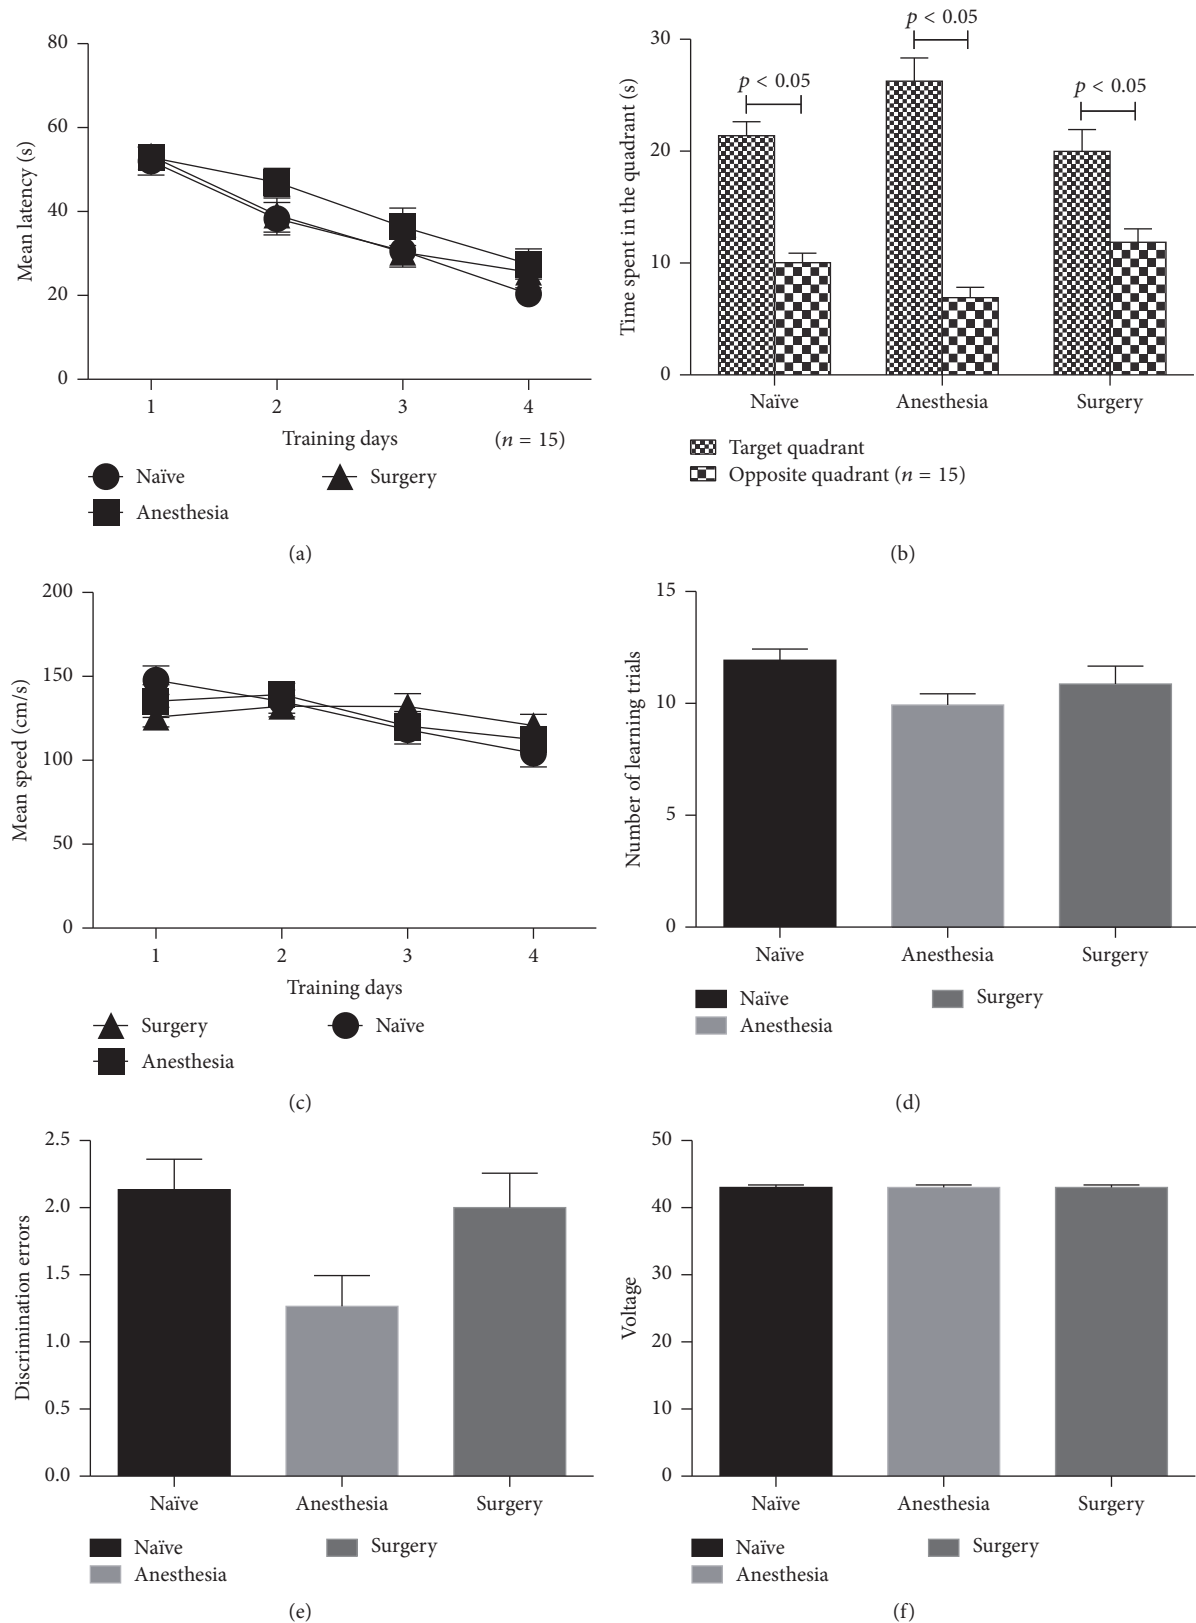 80
60
40
20
0
Mean latency (s)
1 2 3 4
Training days (n = 15)
Naïve Surgery
Anesthesia
(a)
30
20
10
0
Time spent in the quadrant (s)
p < 0.05
p < 0.05
p < 0.05
Naïve Anesthesia Surgery
Target quadrant
Opposite quadrant (n = 15)
(b)
200
150
100
50
0
Mean speed (cm/s)
1 2 3 4
Training days
Surgery Naïve
Anesthesia
(c)
15
10
5
0
Number of learning trials
Naïve Anesthesia Surgery
Naïve Surgery
Anesthesia
(d)
2.5
2.0
1.5
1.0
0.5
0.0
Discrimination errors
Naïve Anesthesia Surgery
Naïve Surgery
Anesthesia
(e)
50
40
30
20
10
0
Voltage
Naïve Anesthesia Surgery
Naïve Surgery
Anesthesia
(f)